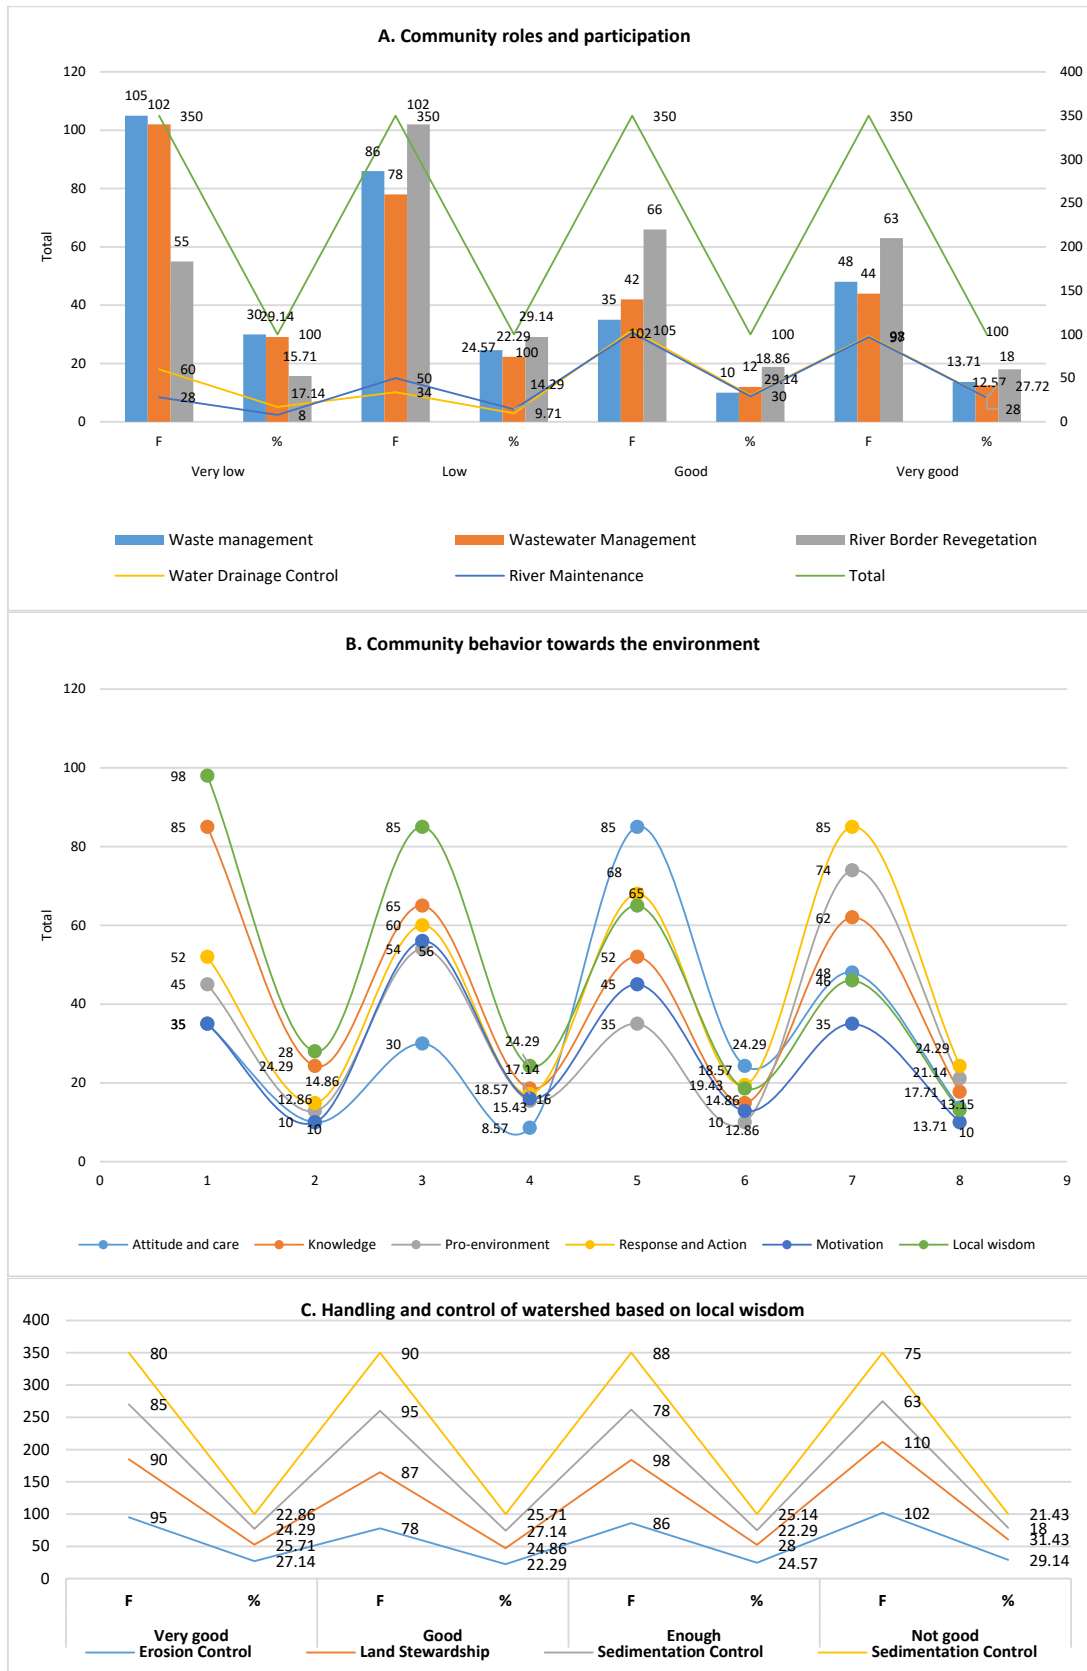 A. Community roles and participation
120 400
105 102 350 102 350 350 350
100 350
86 300
80 78 250
66 63
60 55 200
48 44
42 150
40 35
30 29.14 100 29.14 102 105 100 98 97 100
24.57 22.29 100
20 15.71 10 12 18.86 13.71 12.57 18 27.72
60 28 17.14 8 50 34 14.29 9.71 29.14 30 28
50
0 0
Total
F % F % F % F %
Very low Low Good Very good
Waste management Wastewater Management River Border Revegetation
Water Drainage Control River Maintenance Total
B. Community behavior towards the environment
120
100
98
85 85 85 85
80
74
68
65 65
60 60 62
56
54
52 52
48
46
45 45
40
35 35 35 35
30
28
24.29 24.29 24.29 24.29
21.14
20
18.57 18.57 19.43
17.14 17.71
14.86 14.86
15.43 16
12.86 12.86 13.15 13.71
10 10 10 10
8.57
0
Total
0 1 2 3 4 5 6 7 8 9
Attitude and care Knowledge Pro-environment Response and Action Motivation Local wisdom
C. Handling and control of watershed based on local wisdom
400
350 80 90 88 75
300
250 85 95 78 63
200
150 90 87 98 110
100 95 22.86 78 25.71 86 25.14 102 21.43
24.29 27.14 22.29 18
50 25.71 24.86 28 31.43
27.14 22.29 24.57 29.14
0
F % F % F % F %
Very good Good Enough Not good
Erosion Control Land Stewardship Sedimentation Control Sedimentation Control